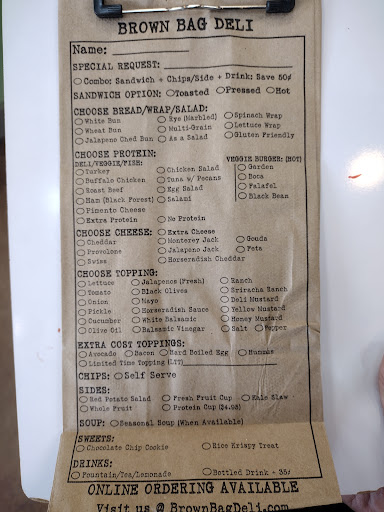 BROWN BAG DELI
Name:
SPECIAL REQUEST:
Combo: Sandwich + Chips/Side + Drink: Save 50¢
SANDWICH OPTION: Toasted Pressed Hot
CHOOSE BREAD/WRAP/SALAD:
White Bun Rye (Marbled) Spinach Wrap
Wheat Bun Multi-Grain Lettuce Wrap
Jalapeno Ched Bun As a Salad Gluten Friendly
CHOOSE PROTEIN:
DELI/VEGGIE/FISH: VEGGIE BURGER: (HOT)
Turkey Chicken Salad Garden
Buffalo Chicken Tuna w/ Pecans Boca
Roast Beef Egg Salad Falafel
Ham (Black Forest) Salami Black Bean
Pimento Cheese
Extra Protein No Protein
CHOOSE CHEESE: Extra Cheese
Cheddar Monterey Jack Gouda
Provolone Jalapeno Jack Feta
Swiss Horseradish Cheddar
CHOOSE TOPPING:
Lettuce Jalapenos (Fresh) Ranch
Tomato Black Olives Sriracha Ranch
Onion Mayo Deli Mustard
Pickle Horseradish Sauce Yellow Mustard
Cucumber White Balsamic Honey Mustard
Olive Oil Balsamic Vinegar Salt Pepper
EXTRA COST TOPPINGS:
Avocado Bacon Hard Boiled Egg Hummus
Limited Time Topping (LTT)
CHIPS: Self Serve
SIDES:
Red Potato Salad Fresh Fruit Cup Kale Slaw
Whole Fruit Protein Cup ($4.95)
SOUP: Seasonal Soup (When Available)
SWEETS:
Chocolate Chip Cookie Rice Krispy Treat
DRINKS:
Fountain/Tea/Lemonade Bottled Drink + 35¢
ONLINE ORDERING AVAILABLE
Visit us @ BrownBagDeli.com